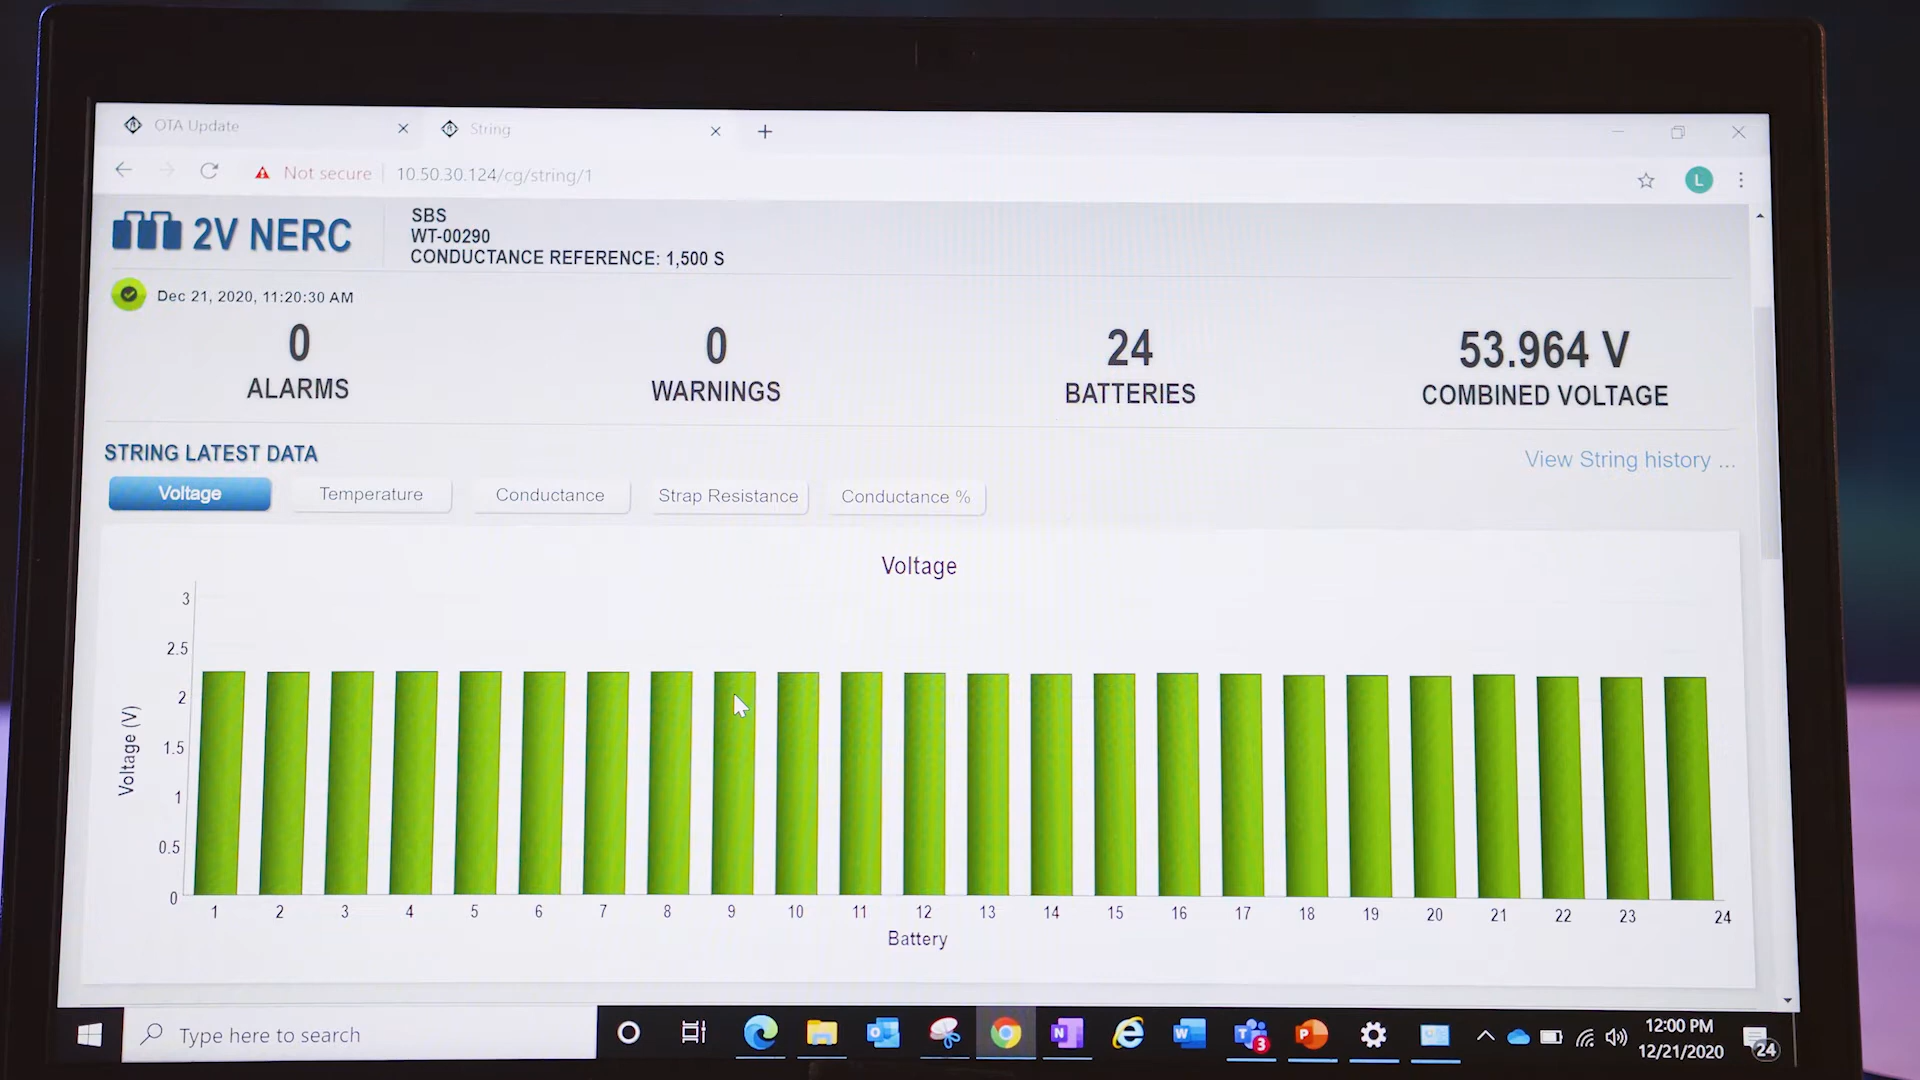 OTA Update
String
Not secure
10.50.30.124/cg/string/1
L
2V NERC
SBS
WT-00290
CONDUCTANCE REFERENCE: 1,500 S
Dec 21, 2020, 11:20:30 AM
0
ALARMS
0
WARNINGS
24
BATTERIES
53.964 V
COMBINED VOLTAGE
STRING LATEST DATA
View String history ...
Voltage
Temperature
Conductance
Strap Resistance
Conductance %
Voltage
3
2.5
2
1.5
1
0.5
0
Voltage (V)
1 2 3 4 5 6 7 8 9 10 11 12 13 14 15 16 17 18 19 20 21 22 23 24
Battery
Type here to search
N
W
T
3
P
12:00 PM
12/21/2020
24